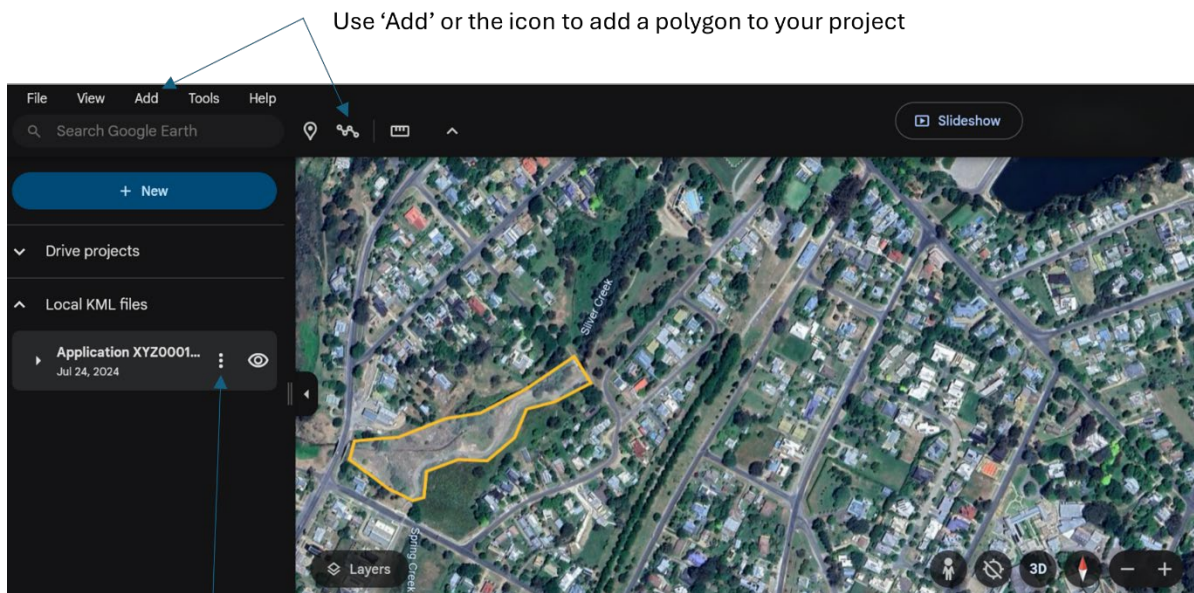 Use ‘Add’ or the icon to add a polygon to your project
File View Add Tools Help
Search Google Earth
Slideshow
+ New
Drive projects
Local KML files
Application XYZ0001...
Jul 24, 2024
Silver Creek
Spring Creek
Layers
3D